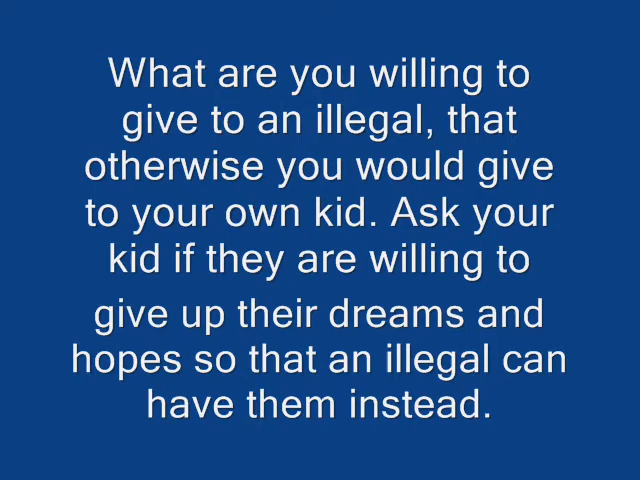 What are you willing to
give to an illegal, that
otherwise you would give
to your own kid. Ask your
kid if they are willing to
give up their dreams and
hopes so that an illegal can
have them instead.